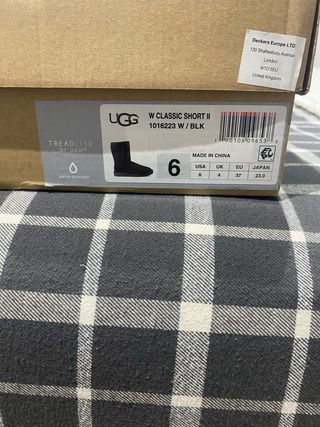 Deckers Europe LTD.
130 Shaftesbury Avenue,
London
W1D 5EU
United Kingdom
UGG
W CLASSIC SHORT II
1016223 W / BLK
TREADLITE
BY UGG™
WATER RESISTANT
6
MADE IN CHINA
USA UK EU JAPAN
6 4 37 23.0